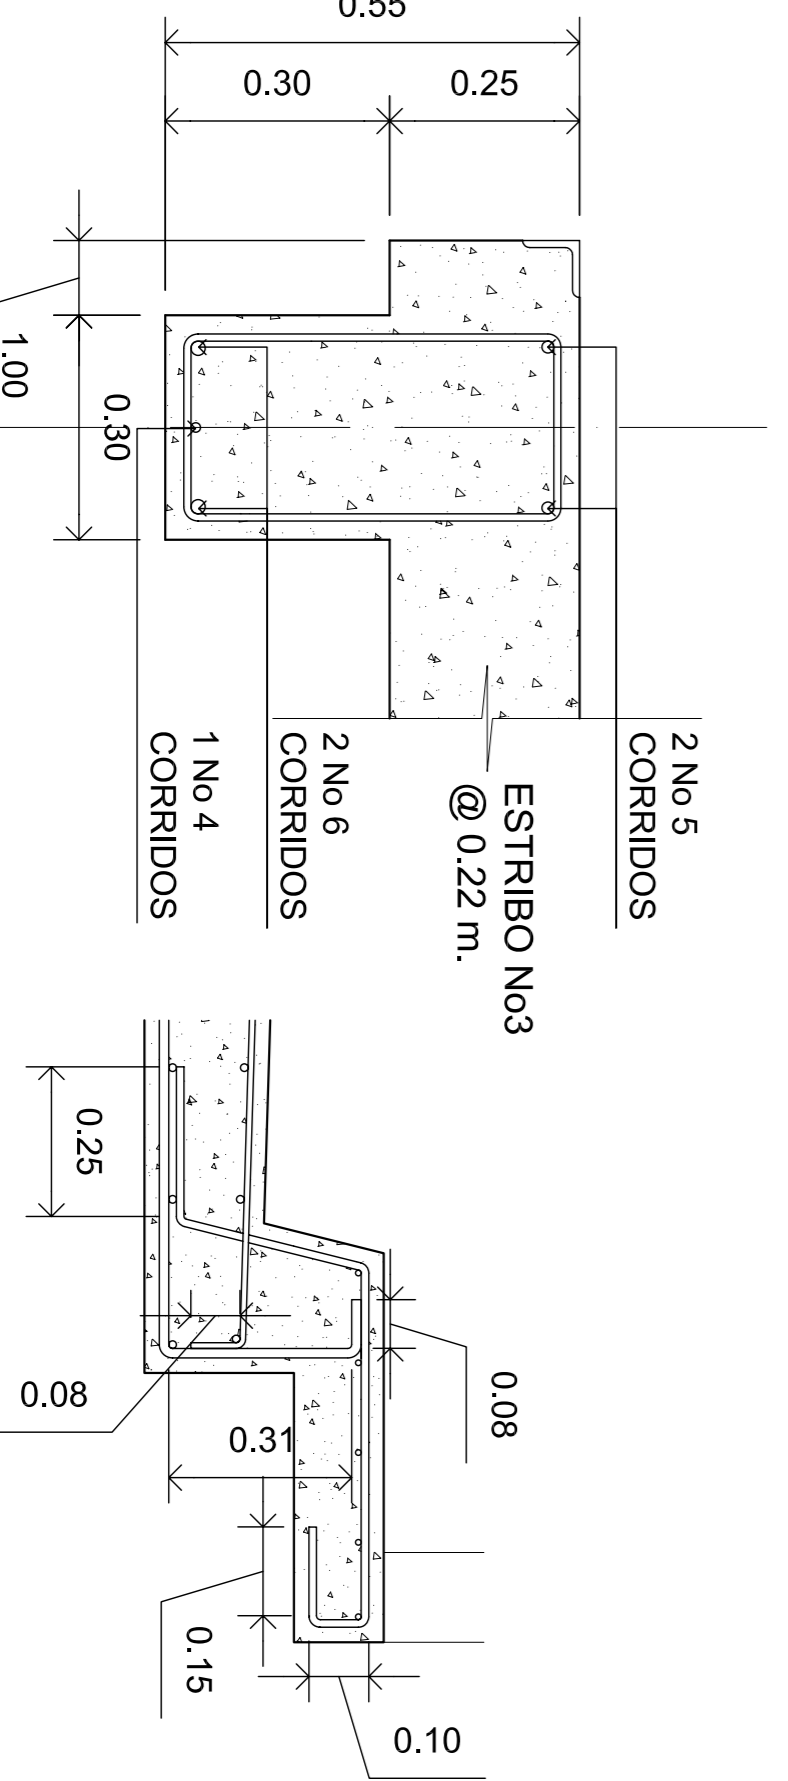 0.55
0.30
0.25
1.00
0.30
2 No 5
CORRIDOS
ESTRIBO No3
@ 0.22 m.
2 No 6
CORRIDOS
1 No 4
CORRIDOS
0.25
0.08
0.08
0.31
0.15
0.10